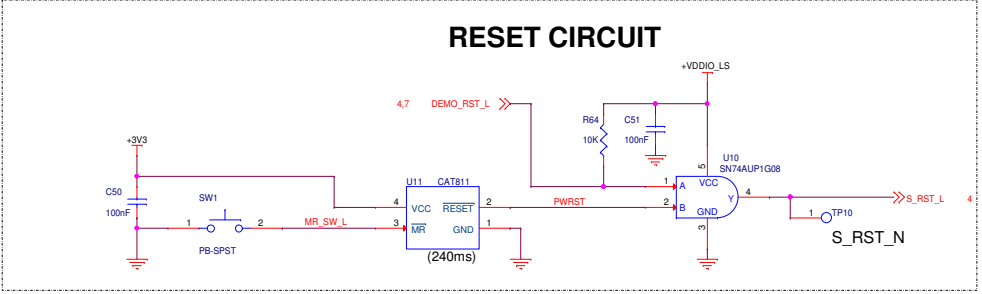 RESET CIRCUIT
+VDDIO_LS
4,7 DEMO_RST_L
R64
10K
C51
100nF
U10
SN74AUP1G08
5
VCC
1 A
Y 4
S_RST_L 4
2 B
GND
3
1 TP10
S_RST_N
+3V3
C50
100nF
SW1
1 2
PB-SPST
MR_SW_L
U11 CAT811
4 VCC
RESET 2
PWRST
3 MR
GND 1
(240ms)